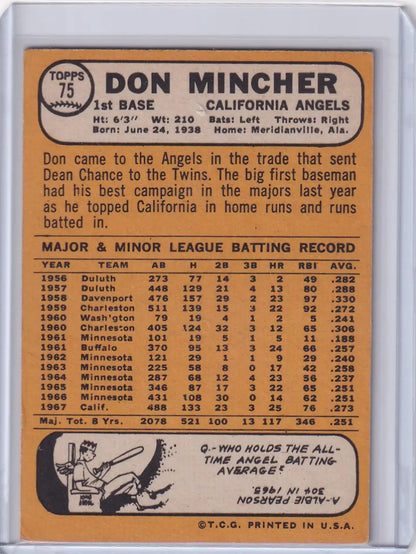 TOPPS
75
DON MINCHER
1st BASE CALIFORNIA ANGELS
Ht: 6'3" Wt: 210 Bats: Left Throws: Right
Born: June 24, 1938 Home: Meridianville, Ala.
Don came to the Angels in the trade that sent
Dean Chance to the Twins. The big first baseman
had his best campaign in the majors last year
as he topped California in home runs and runs
batted in.
MAJOR & MINOR LEAGUE BATTING RECORD
YEAR TEAM AB H 2B 3B HR RBI AVG.
1956 Duluth 273 77 14 3 2 49 .282
1957 Duluth 448 129 21 4 13 80 .288
1958 Davenport 476 157 29 2 23 97 .330
1959 Charleston 511 139 15 3 22 92 .272
1960 Wash'gton 79 19 4 1 2 5 .241
1960 Charleston 405 124 32 3 12 65 .306
1961 Minnesota 101 19 5 1 5 11 .188
1961 Buffalo 370 95 13 3 24 66 .257
1962 Minnesota 121 29 1 1 9 29 .240
1963 Minnesota 225 58 8 0 17 42 .258
1964 Minnesota 287 68 12 4 23 56 .237
1965 Minnesota 346 87 17 3 22 65 .251
1966 Minnesota 431 108 30 0 14 62 .251
1967 Calif. 488 133 23 3 25 76 .273
Maj. Tot. 8 Yrs. 2078 521 100 13 117 346 .251
Q.-WHO HOLDS THE ALL-
TIME ANGEL BATTING
AVERAGE?
A-ALBIE PEARSON
304 IN 1963.
©T.C.G. PRINTED IN U.S.A.